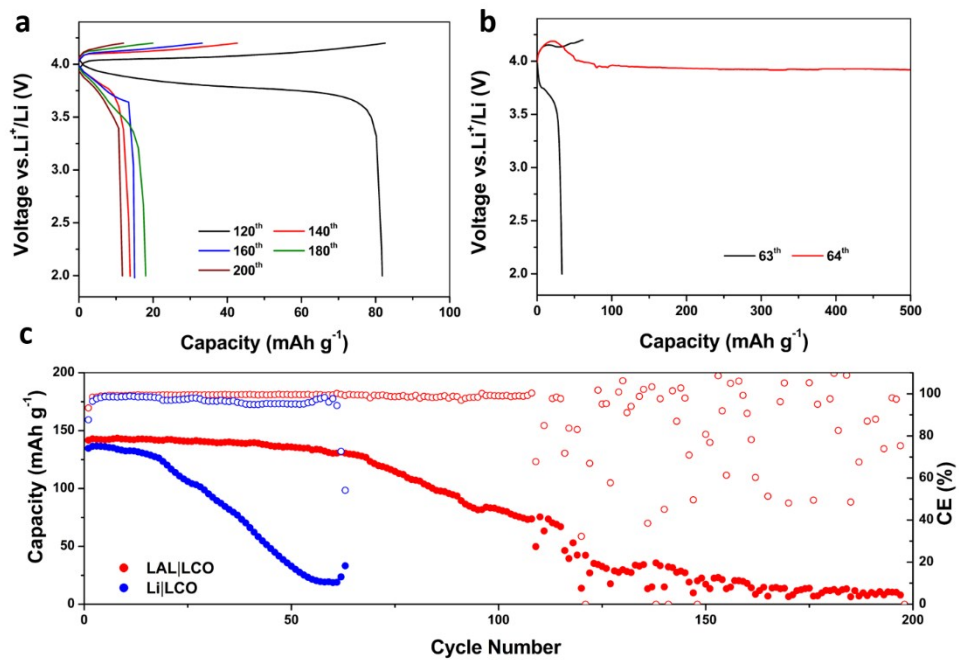 a
Voltage vs.Li⁺/Li (V)
4.0
3.5
3.0
2.5
2.0
120ᵗʰ 140ᵗʰ
160ᵗʰ 180ᵗʰ
200ᵗʰ
0 20 40 60 80 100
Capacity (mAh g⁻¹)
b
Voltage vs.Li⁺/Li (V)
4.0
3.5
3.0
2.5
2.0
63ᵗʰ 64ᵗʰ
0 100 200 300 400 500
Capacity (mAh g⁻¹)
c
Capacity (mAh g⁻¹)
200
150
100
50
0
LAL|LCO
Li|LCO
0 50 100 150 200
Cycle Number
100
80
60
40
20
0
CE (%)